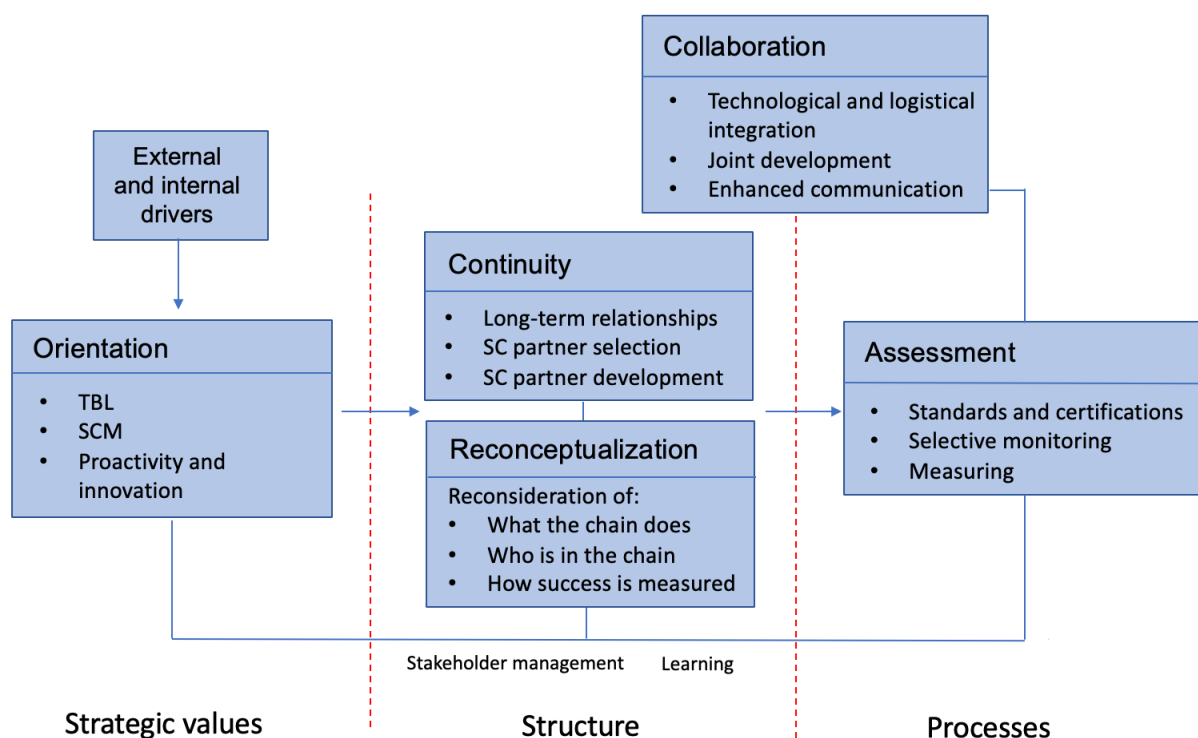 Collaboration
• Technological and logistical
integration
• Joint development
• Enhanced communication
External
and internal
drivers
Continuity
• Long-term relationships
• SC partner selection
• SC partner development
Orientation
• TBL
• SCM
• Proactivity and
innovation
Assessment
• Standards and certifications
• Selective monitoring
• Measuring
Reconceptualization
Reconsideration of:
• What the chain does
• Who is in the chain
• How success is measured
Stakeholder management
Learning
Strategic values
Structure
Processes